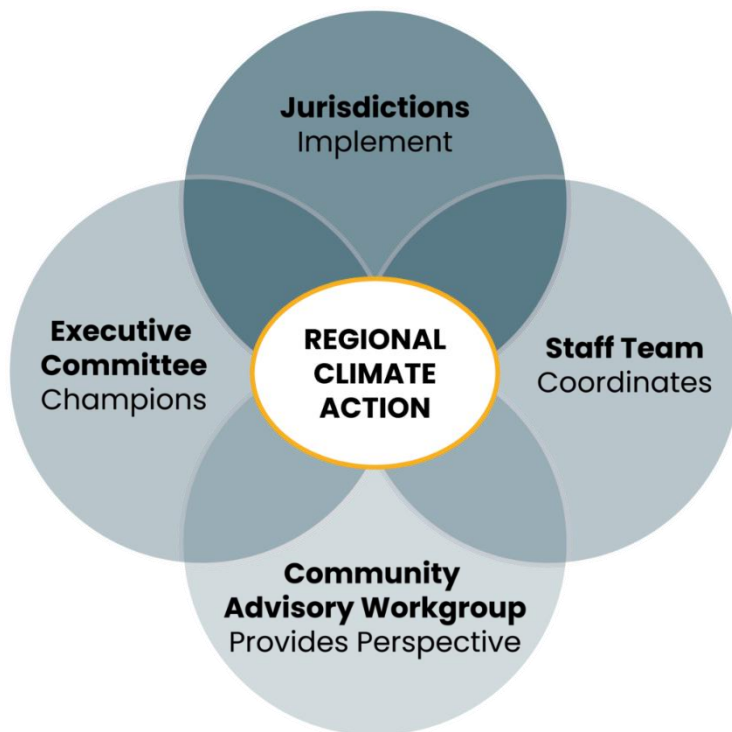 Jurisdictions
Implement
Executive
Committee
Champions
REGIONAL
CLIMATE
ACTION
Staff Team
Coordinates
Community
Advisory Workgroup
Provides Perspective